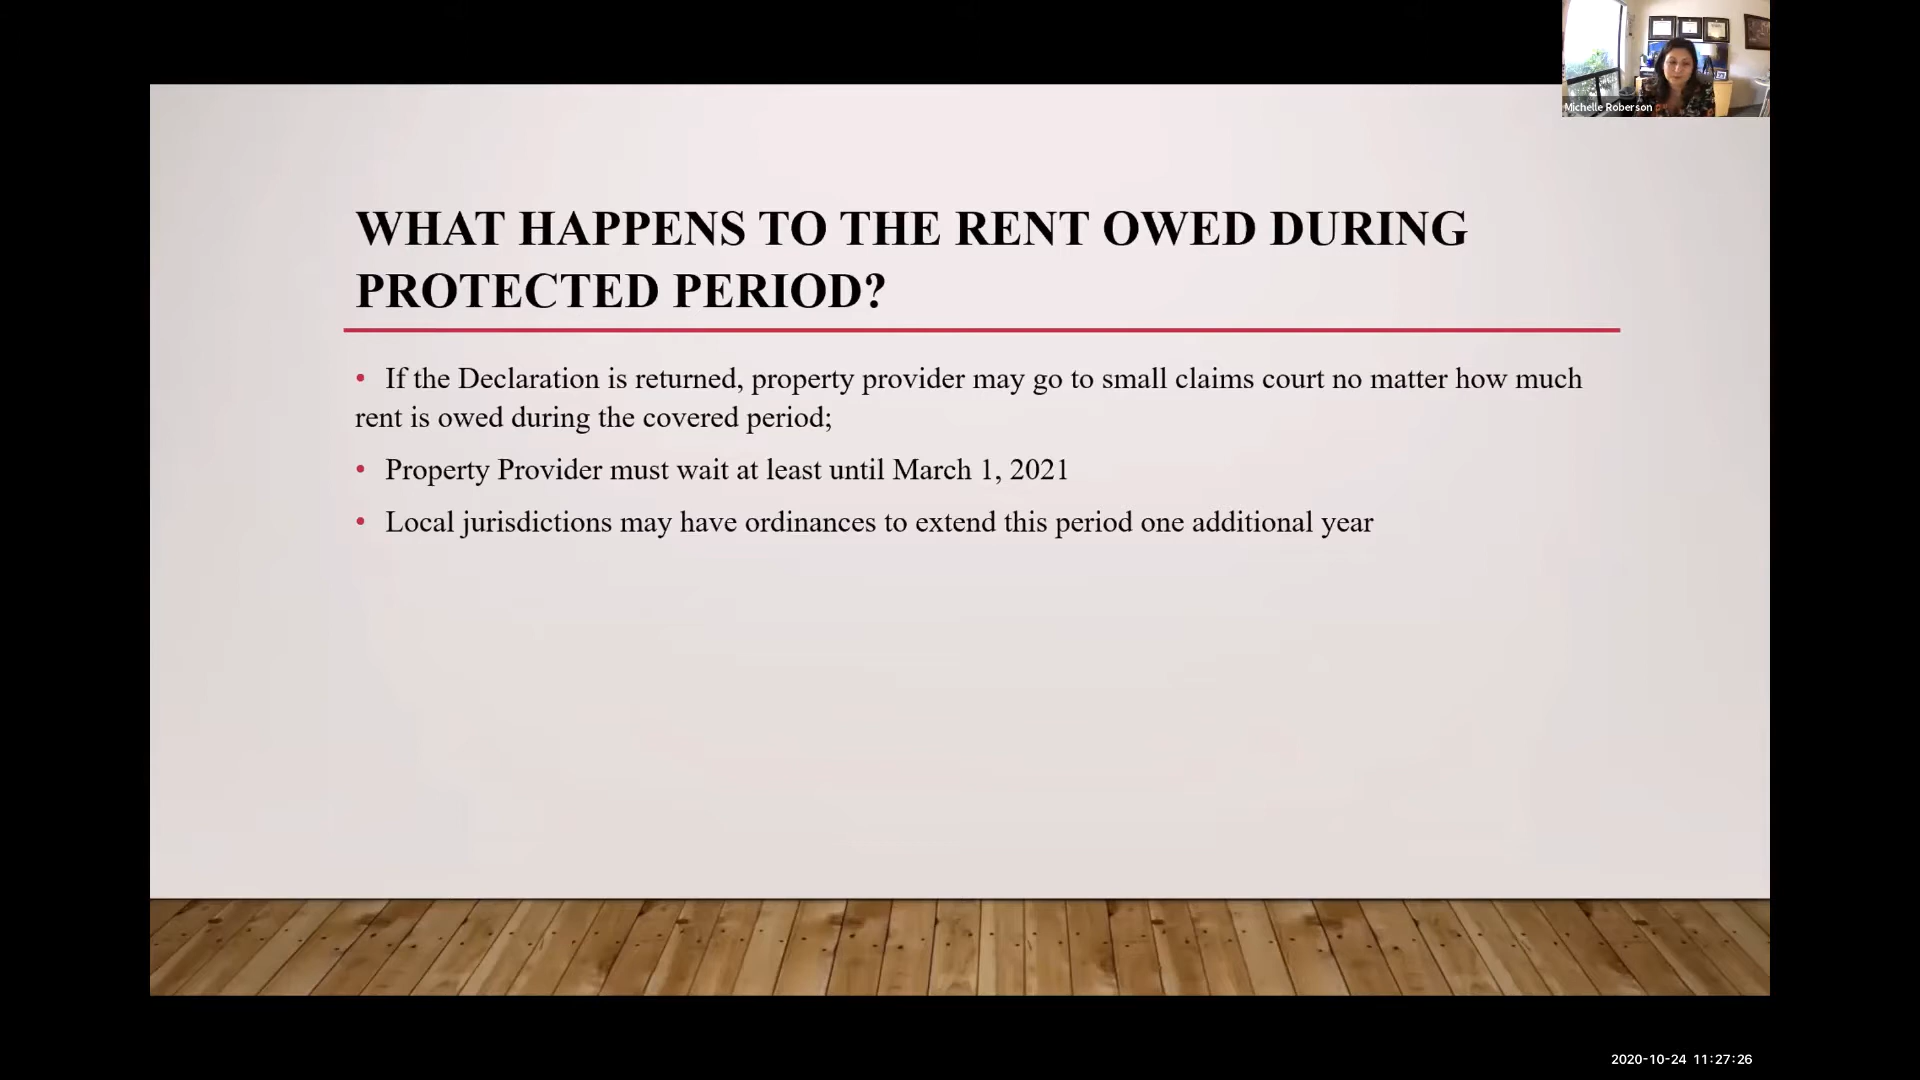 Michelle Roberson
WHAT HAPPENS TO THE RENT OWED DURING
PROTECTED PERIOD?
• If the Declaration is returned, property provider may go to small claims court no matter how much
rent is owed during the covered period;
• Property Provider must wait at least until March 1, 2021
• Local jurisdictions may have ordinances to extend this period one additional year
2020-10-24 11:27:26